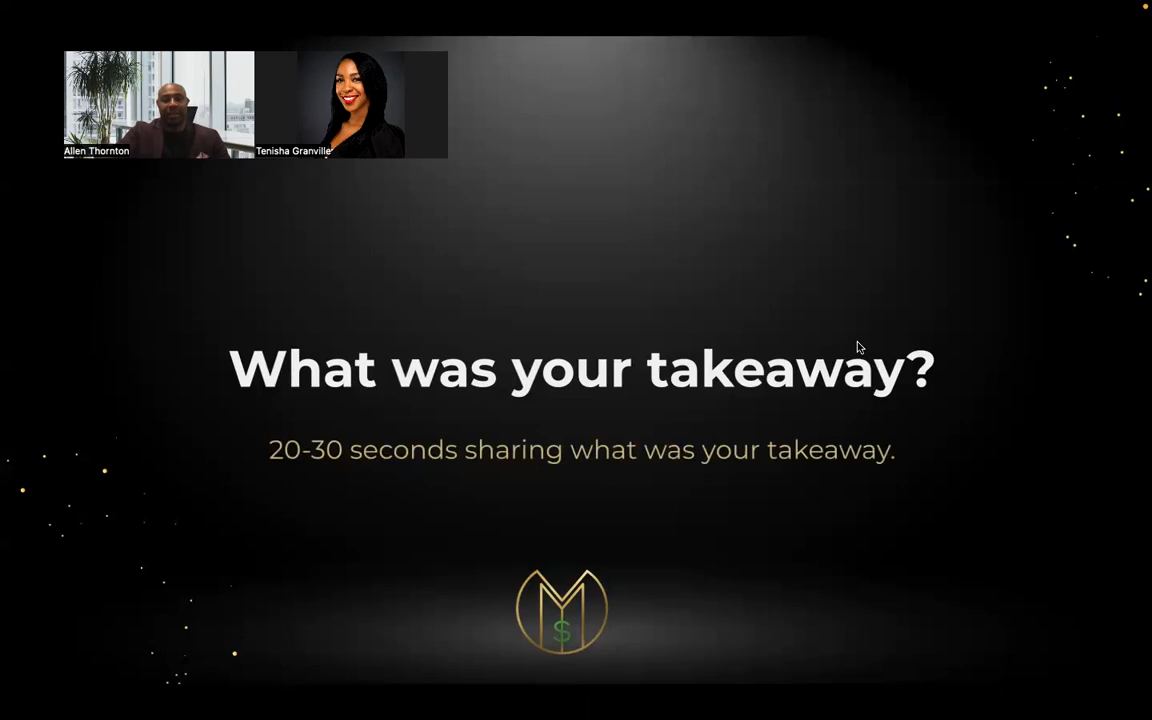 Allen Thornton
Tenisha Granville
What was your takeaway?
20-30 seconds sharing what was your takeaway.
M
$